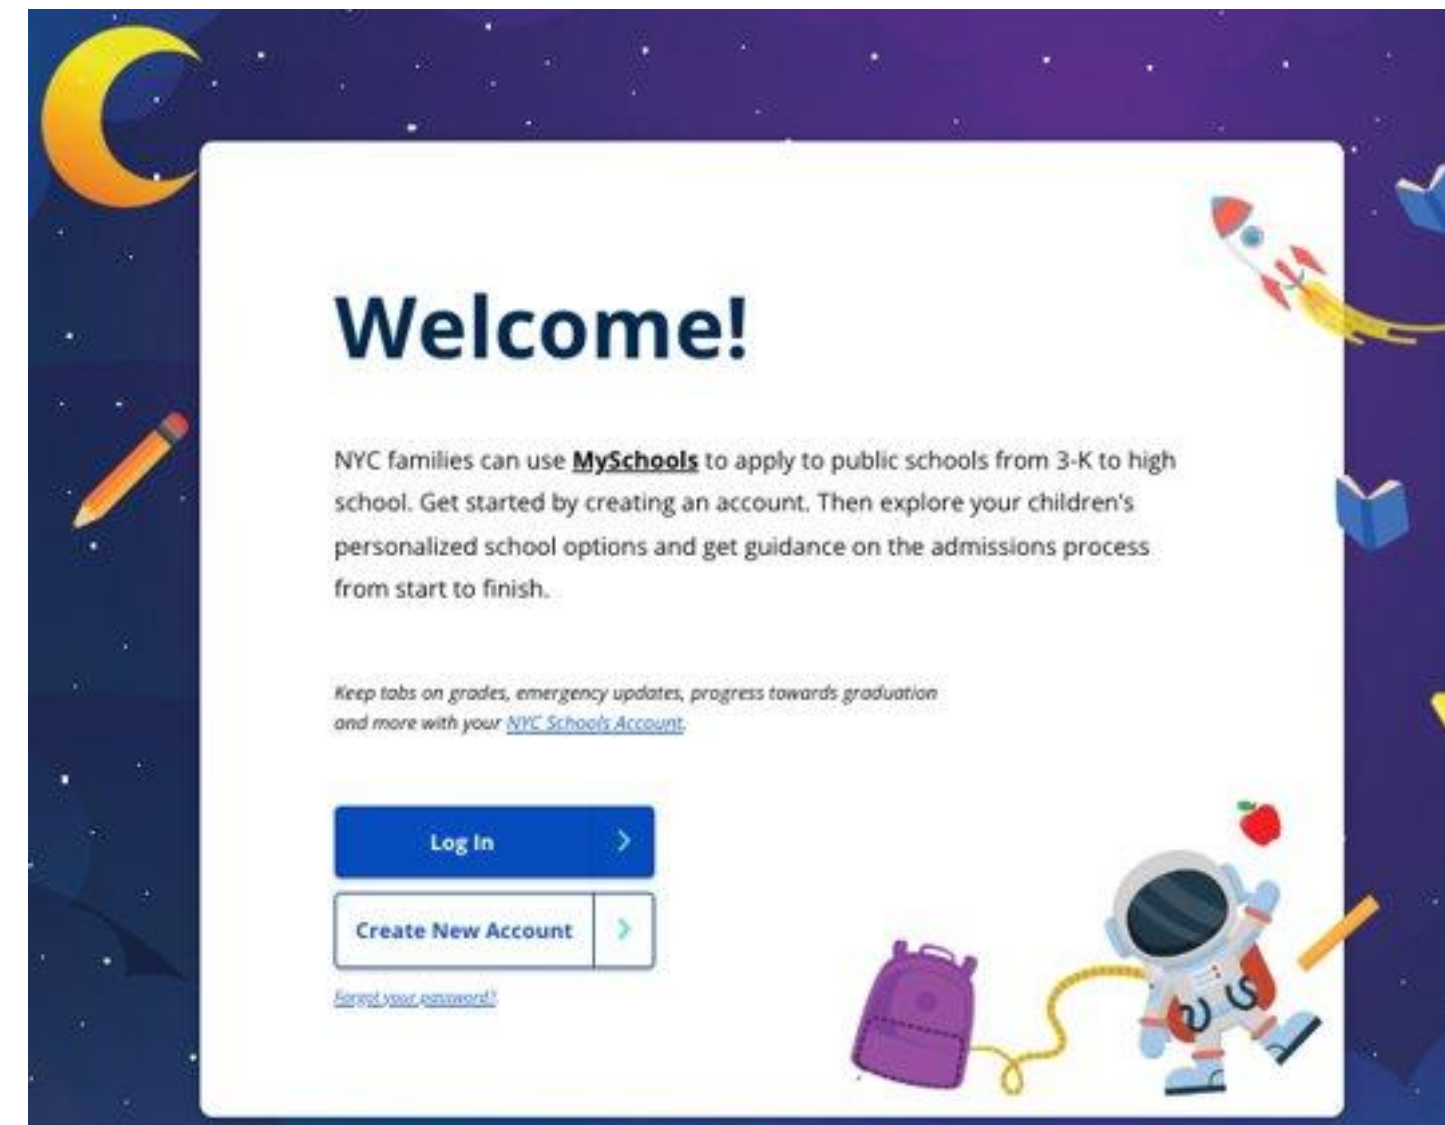 Welcome!
NYC families can use MySchools to apply to public schools from 3-K to high
school. Get started by creating an account. Then explore your children's
personalized school options and get guidance on the admissions process
from start to finish.
Keep tabs on grades, emergency updates, progress towards graduation
and more with your NYC Schools Account.
Log In
Create New Account
Forgot your password?